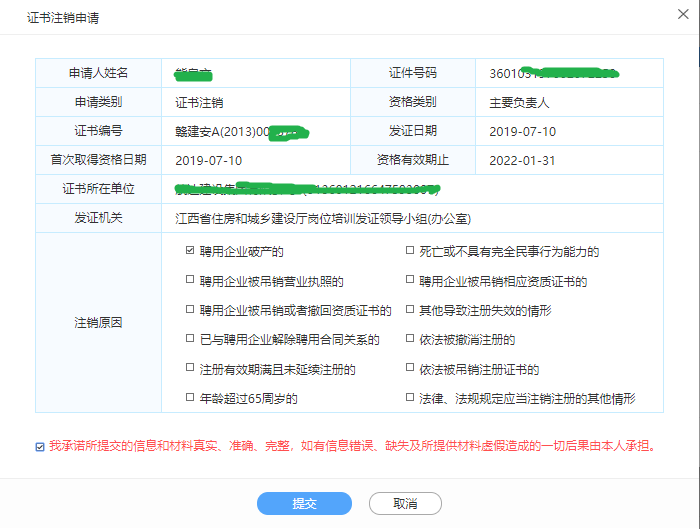 证书注销申请
申请人姓名 证件号码
申请类别 证书注销 资格类别 主要负责人
证书编号 赣建安A(2013)00 发证日期 2019-07-10
首次取得资格日期 2019-07-10 资格有效期止 2022-01-31
证书所在单位
发证机关 江西省住房和城乡建设厅岗位培训发证领导小组(办公室)
注销原因
聘用企业破产的 死亡或不具有完全民事行为能力的
聘用企业被吊销营业执照的 聘用企业被吊销相应资质证书的
聘用企业被吊销或者撤回资质证书的 其他导致注册失效的情形
已与聘用企业解除聘用合同关系的 依法被撤消注册的
注册有效期满且未延续注册的 依法被吊销注册证书的
年龄超过65周岁的 法律、法规规定应当注销注册的其他情形
我承诺所提交的信息和材料真实、准确、完整，如有信息错误、缺失及所提供材料虚假造成的一切后果由本人承担。
提交 取消